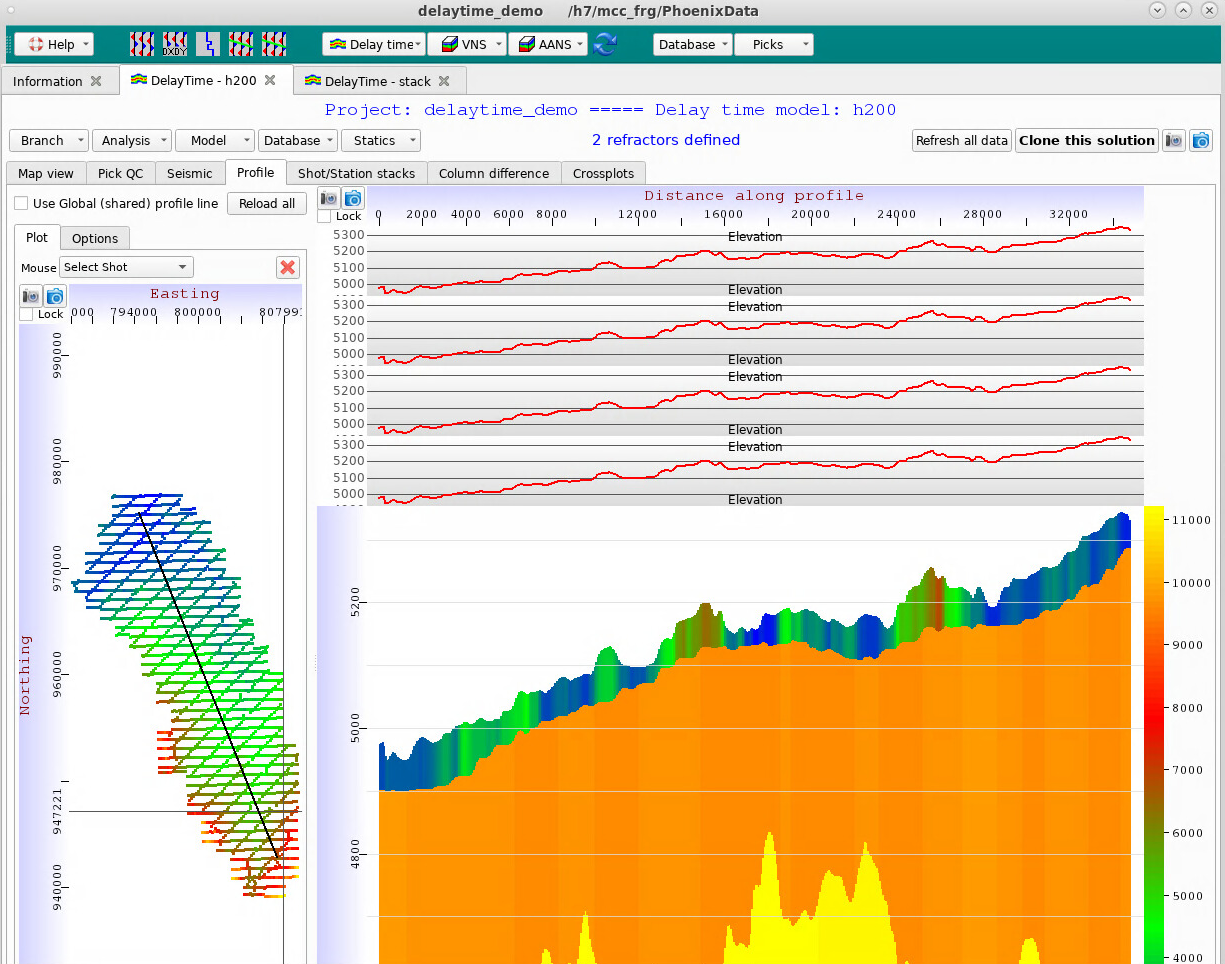 delaytime_demo /h7/mcc_frg/PhoenixData
Help DXDY Delay time VNS AANS Database Picks
Information DelayTime - h200 DelayTime - stack
Project: delaytime_demo ===== Delay time model: h200
Branch Analysis Model Database Statics 2 refractors defined Refresh all data Clone this solution
Map view Pick QC Seismic Profile Shot/Station stacks Column difference Crossplots
Use Global (shared) profile line Reload all
Plot Options
Mouse Select Shot
Easting
Lock 000 794000 800000 80799
Northing
990000
980000
970000
960000
947221
940000
Distance along profile
Lock 0 2000 4000 6000 8000 12000 16000 20000 24000 28000 32000
5300 Elevation
5200
5100
5000 Elevation
5300 Elevation
5200
5100
5000 Elevation
5300 Elevation
5200
5100
5000 Elevation
5300 Elevation
5200
5100
5000 Elevation
5200
5000
4800
11000
10000
9000
8000
7000
6000
5000
4000